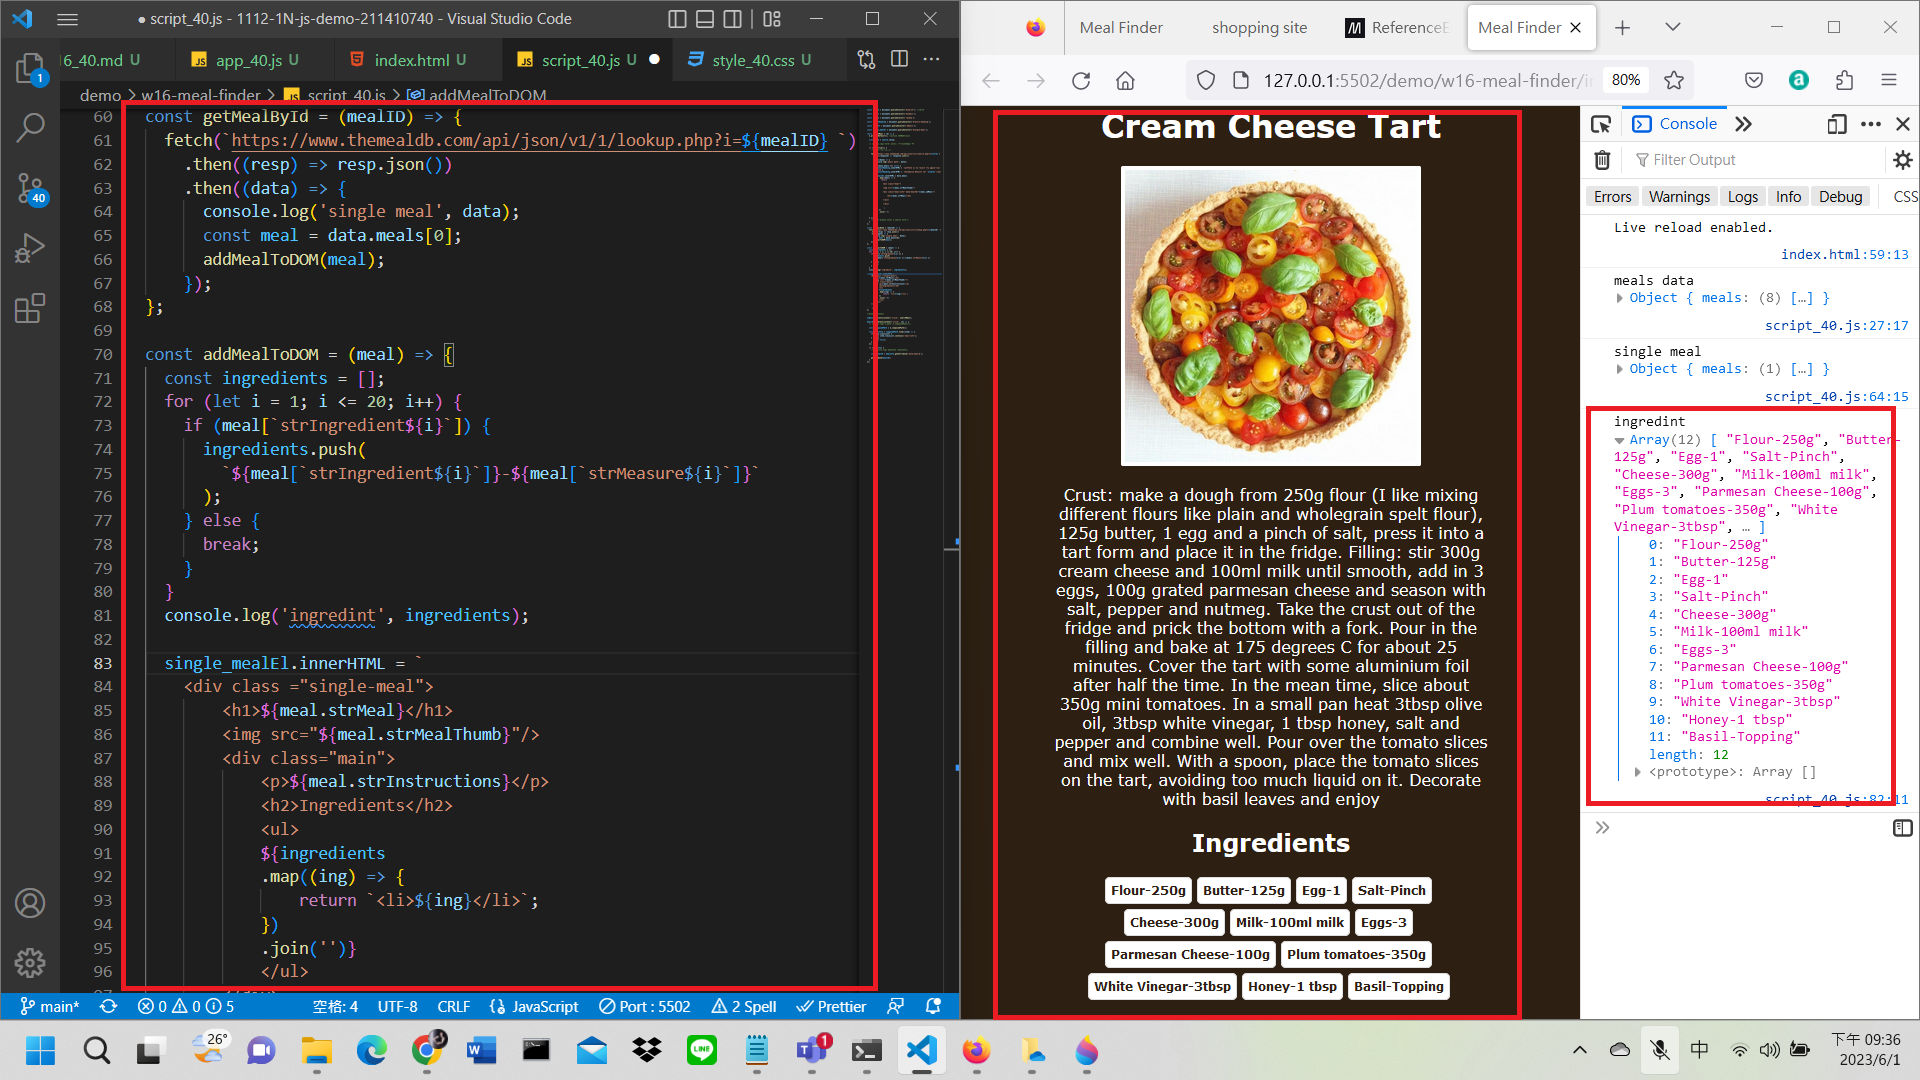 ● script_40.js - 1112-1N-js-demo-211410740 - Visual Studio Code
6_40.md U
JS app_40.js U
index.html U
JS script_40.js U ●
style_40.css U
demo > w16-meal-finder > JS script_40.js > addMealToDOM
60 const getMealById = (mealID) => {
61 fetch(`https://www.themealdb.com/api/json/v1/1/lookup.php?i=${mealID} `)
62 .then((resp) => resp.json())
63 .then((data) => {
64 console.log('single meal', data);
65 const meal = data.meals[0];
66 addMealToDOM(meal);
67 });
68 };
69
70 const addMealToDOM = (meal) => {
71 const ingredients = [];
72 for (let i = 1; i <= 20; i++) {
73 if (meal[`strIngredient${i}`]) {
74 ingredients.push(
75 `${meal[`strIngredient${i}`]}-${meal[`strMeasure${i}`]}`
76 );
77 } else {
78 break;
79 }
80 }
81 console.log('ingredint', ingredients);
82
83 single_mealEl.innerHTML = `
84 <div class ="single-meal">
85 <h1>${meal.strMeal}</h1>
86 <img src="${meal.strMealThumb}"/>
87 <div class="main">
88 <p>${meal.strInstructions}</p>
89 <h2>Ingredients</h2>
90 <ul>
91 ${ingredients
92 .map((ing) => {
93 return `<li>${ing}</li>`;
94 })
95 .join('')}
96 </ul>
1
40
main* 0 0 5 空格: 4 UTF-8 CRLF {} JavaScript Port : 5502 2 Spell Prettier
Meal Finder
shopping site
ReferenceE
Meal Finder
127.0.0.1:5502/demo/w16-meal-finder/in
80%
Cream Cheese Tart
Crust: make a dough from 250g flour (I like mixing
different flours like plain and wholegrain spelt flour),
125g butter, 1 egg and a pinch of salt, press it into a
tart form and place it in the fridge. Filling: stir 300g
cream cheese and 100ml milk until smooth, add in 3
eggs, 100g grated parmesan cheese and season with
salt, pepper and nutmeg. Take the crust out of the
fridge and prick the bottom with a fork. Pour in the
filling and bake at 175 degrees C for about 25
minutes. Cover the tart with some aluminium foil
after half the time. In the mean time, slice about
350g mini tomatoes. In a small pan heat 3tbsp olive
oil, 3tbsp white vinegar, 1 tbsp honey, salt and
pepper and combine well. Pour over the tomato slices
and mix well. With a spoon, place the tomato slices
on the tart, avoiding too much liquid on it. Decorate
with basil leaves and enjoy
Ingredients
Flour-250g Butter-125g Egg-1 Salt-Pinch
Cheese-300g Milk-100ml milk Eggs-3
Parmesan Cheese-100g Plum tomatoes-350g
White Vinegar-3tbsp Honey-1 tbsp Basil-Topping
Console
Filter Output
Errors Warnings Logs Info Debug CSS
Live reload enabled.
index.html:59:13
meals data
Object { meals: (8) […] }
script_40.js:27:17
single meal
Object { meals: (1) […] }
script_40.js:64:15
ingredint
Array(12) [ "Flour-250g", "Butter-
125g", "Egg-1", "Salt-Pinch",
"Cheese-300g", "Milk-100ml milk",
"Eggs-3", "Parmesan Cheese-100g",
"Plum tomatoes-350g", "White
Vinegar-3tbsp", … ]
0: "Flour-250g"
1: "Butter-125g"
2: "Egg-1"
3: "Salt-Pinch"
4: "Cheese-300g"
5: "Milk-100ml milk"
6: "Eggs-3"
7: "Parmesan Cheese-100g"
8: "Plum tomatoes-350g"
9: "White Vinegar-3tbsp"
10: "Honey-1 tbsp"
11: "Basil-Topping"
length: 12
<prototype>: Array []
script_40.js:82:11
26°
LINE
1
中
下午 09:36
2023/6/1